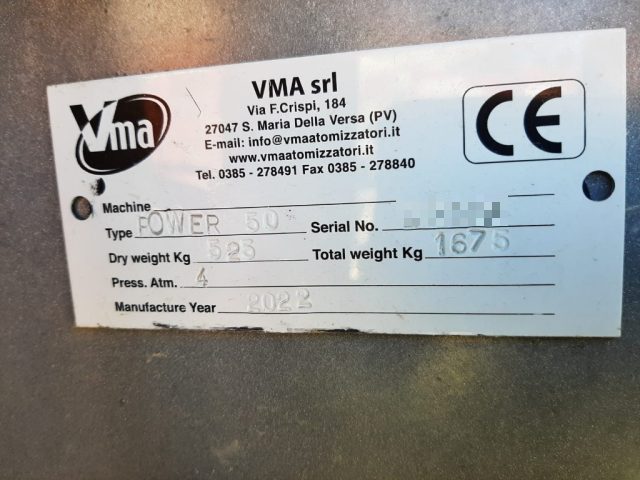 Vma
VMA srl
Via F.Crispi, 184
27047 S. Maria Della Versa (PV)
E-mail: info@vmaatomizzatori.it
www.vmaatomizzatori.it
Tel. 0385 - 278491 Fax 0385 - 278840
CE
Machine
Type POWER 50 Serial No.
Dry weight Kg 525 Total weight Kg 1675
Press. Atm. 4
Manufacture Year 2022